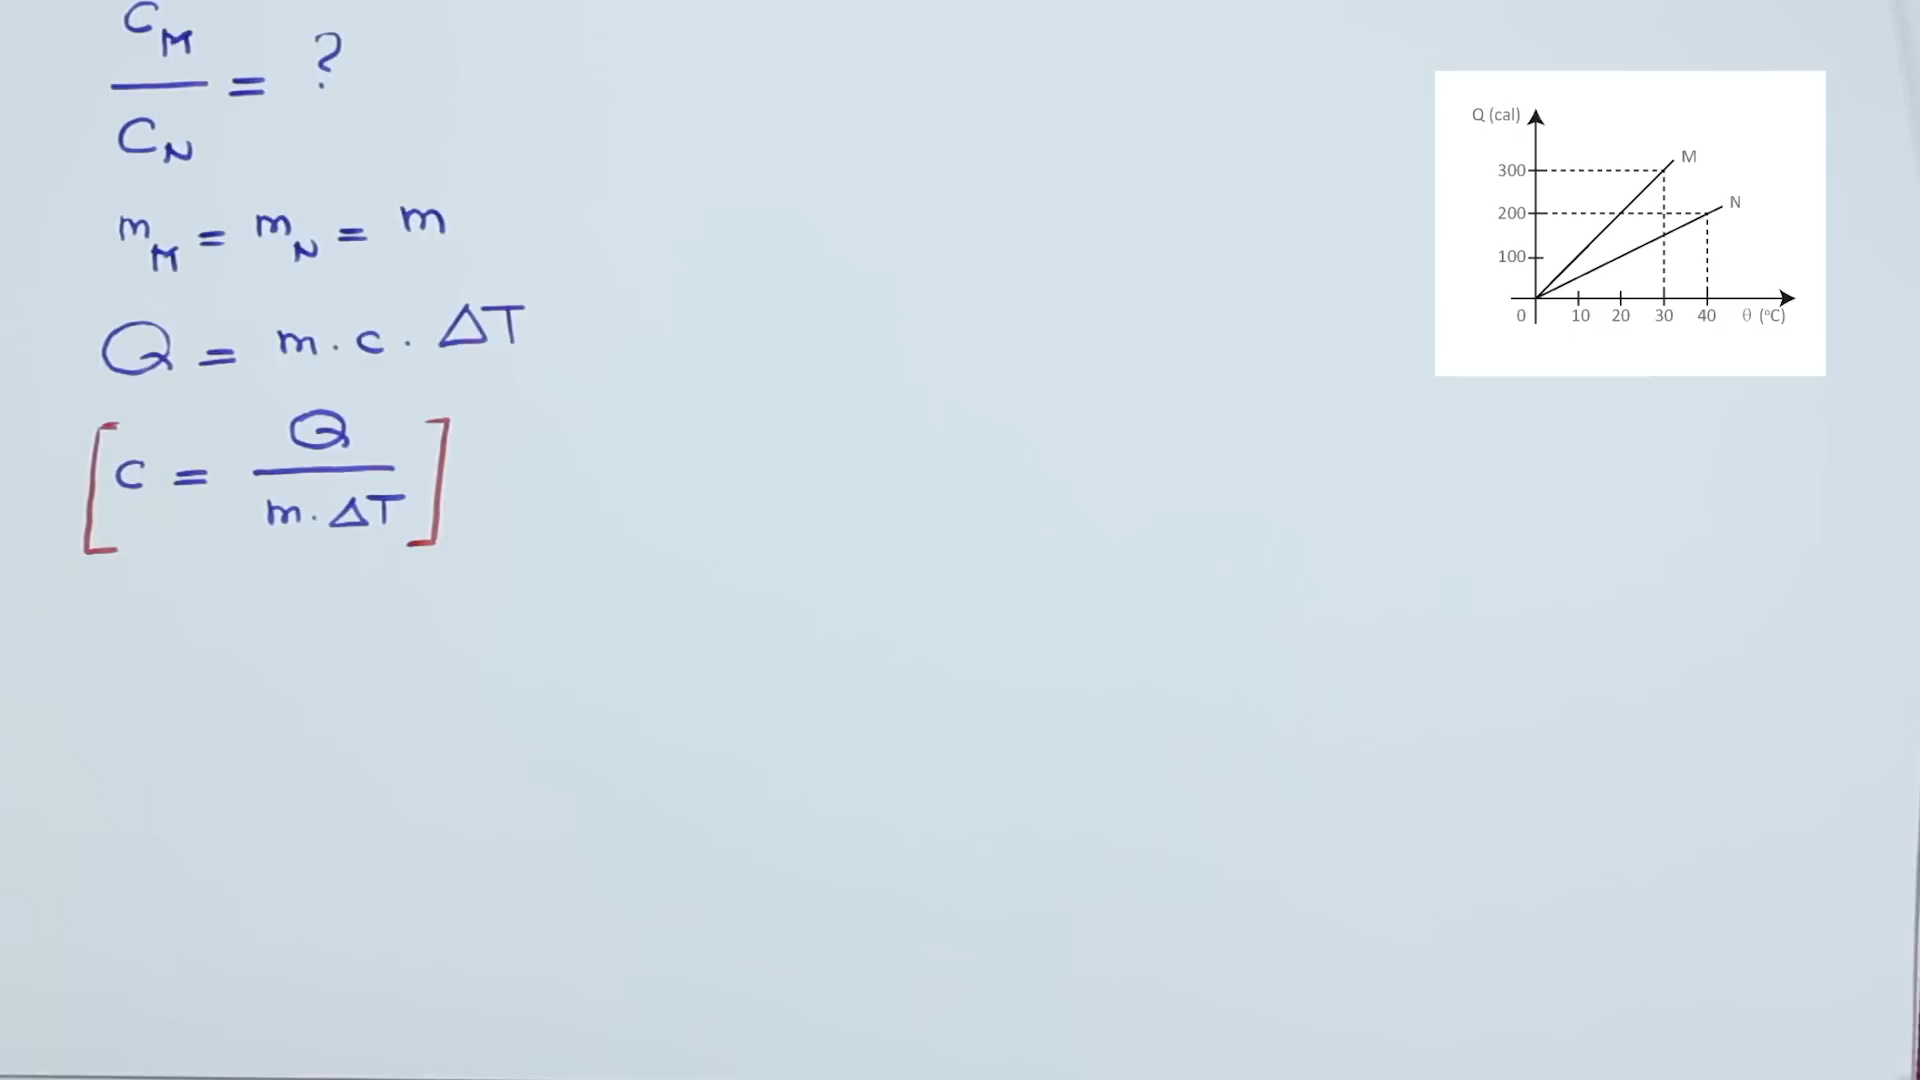 C_M
— = ?
C_N
m_M = m_N = m
Q = m . c . ΔT
[c = Q
m . ΔT]
Q (cal)
M
300
N
200
100
0 10 20 30 40 θ (°C)